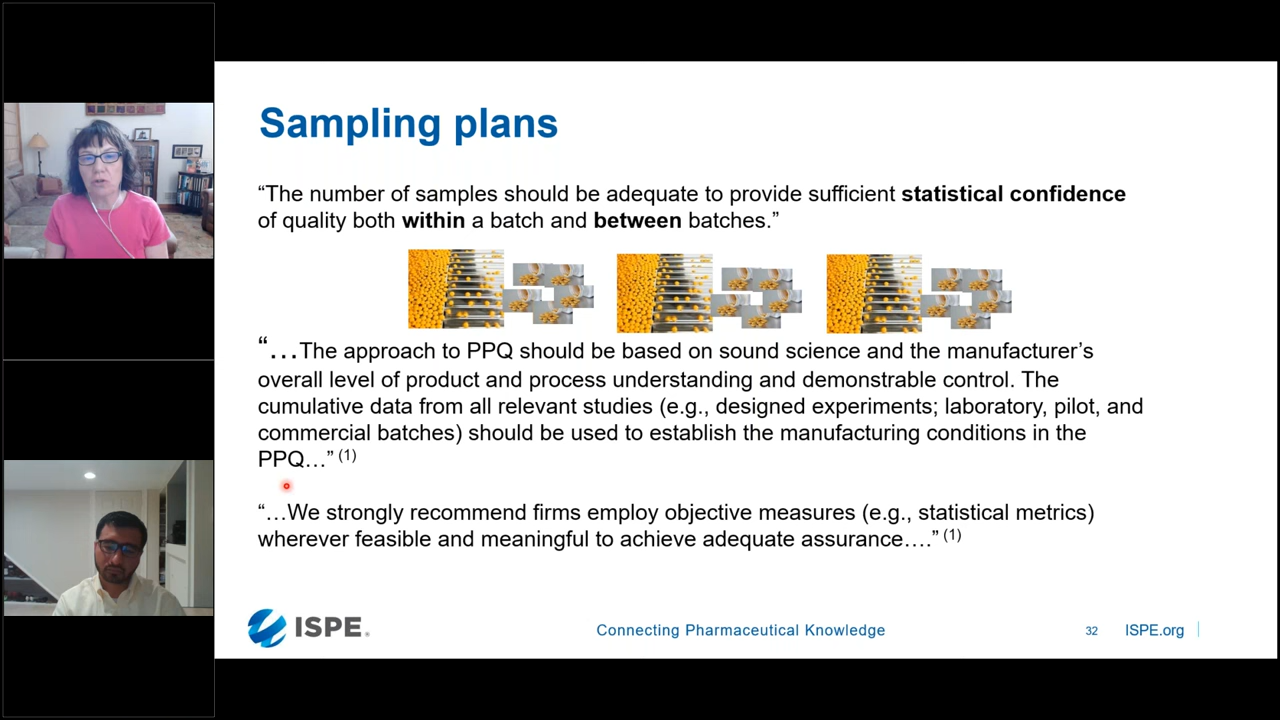 Sampling plans
“The number of samples should be adequate to provide sufficient statistical confidence
of quality both within a batch and between batches.”
“…The approach to PPQ should be based on sound science and the manufacturer’s
overall level of product and process understanding and demonstrable control. The
cumulative data from all relevant studies (e.g., designed experiments; laboratory, pilot, and
commercial batches) should be used to establish the manufacturing conditions in the
PPQ…” (1)
“…We strongly recommend firms employ objective measures (e.g., statistical metrics)
wherever feasible and meaningful to achieve adequate assurance….” (1)
ISPE®
Connecting Pharmaceutical Knowledge
32
ISPE.org